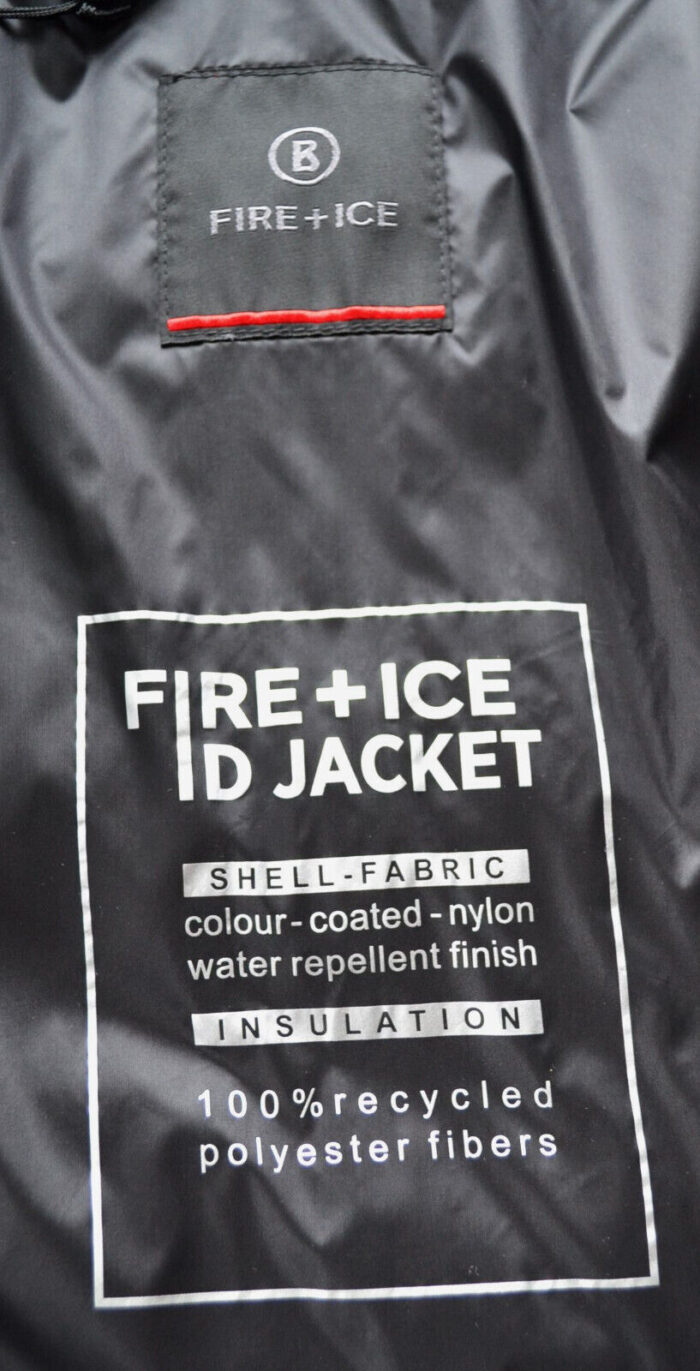 B
FIRE+ICE
FIRE+ICE
ID JACKET
SHELL-FABRIC
colour-coated-nylon
water repellent finish
INSULATION
100%recycled
polyester fibers